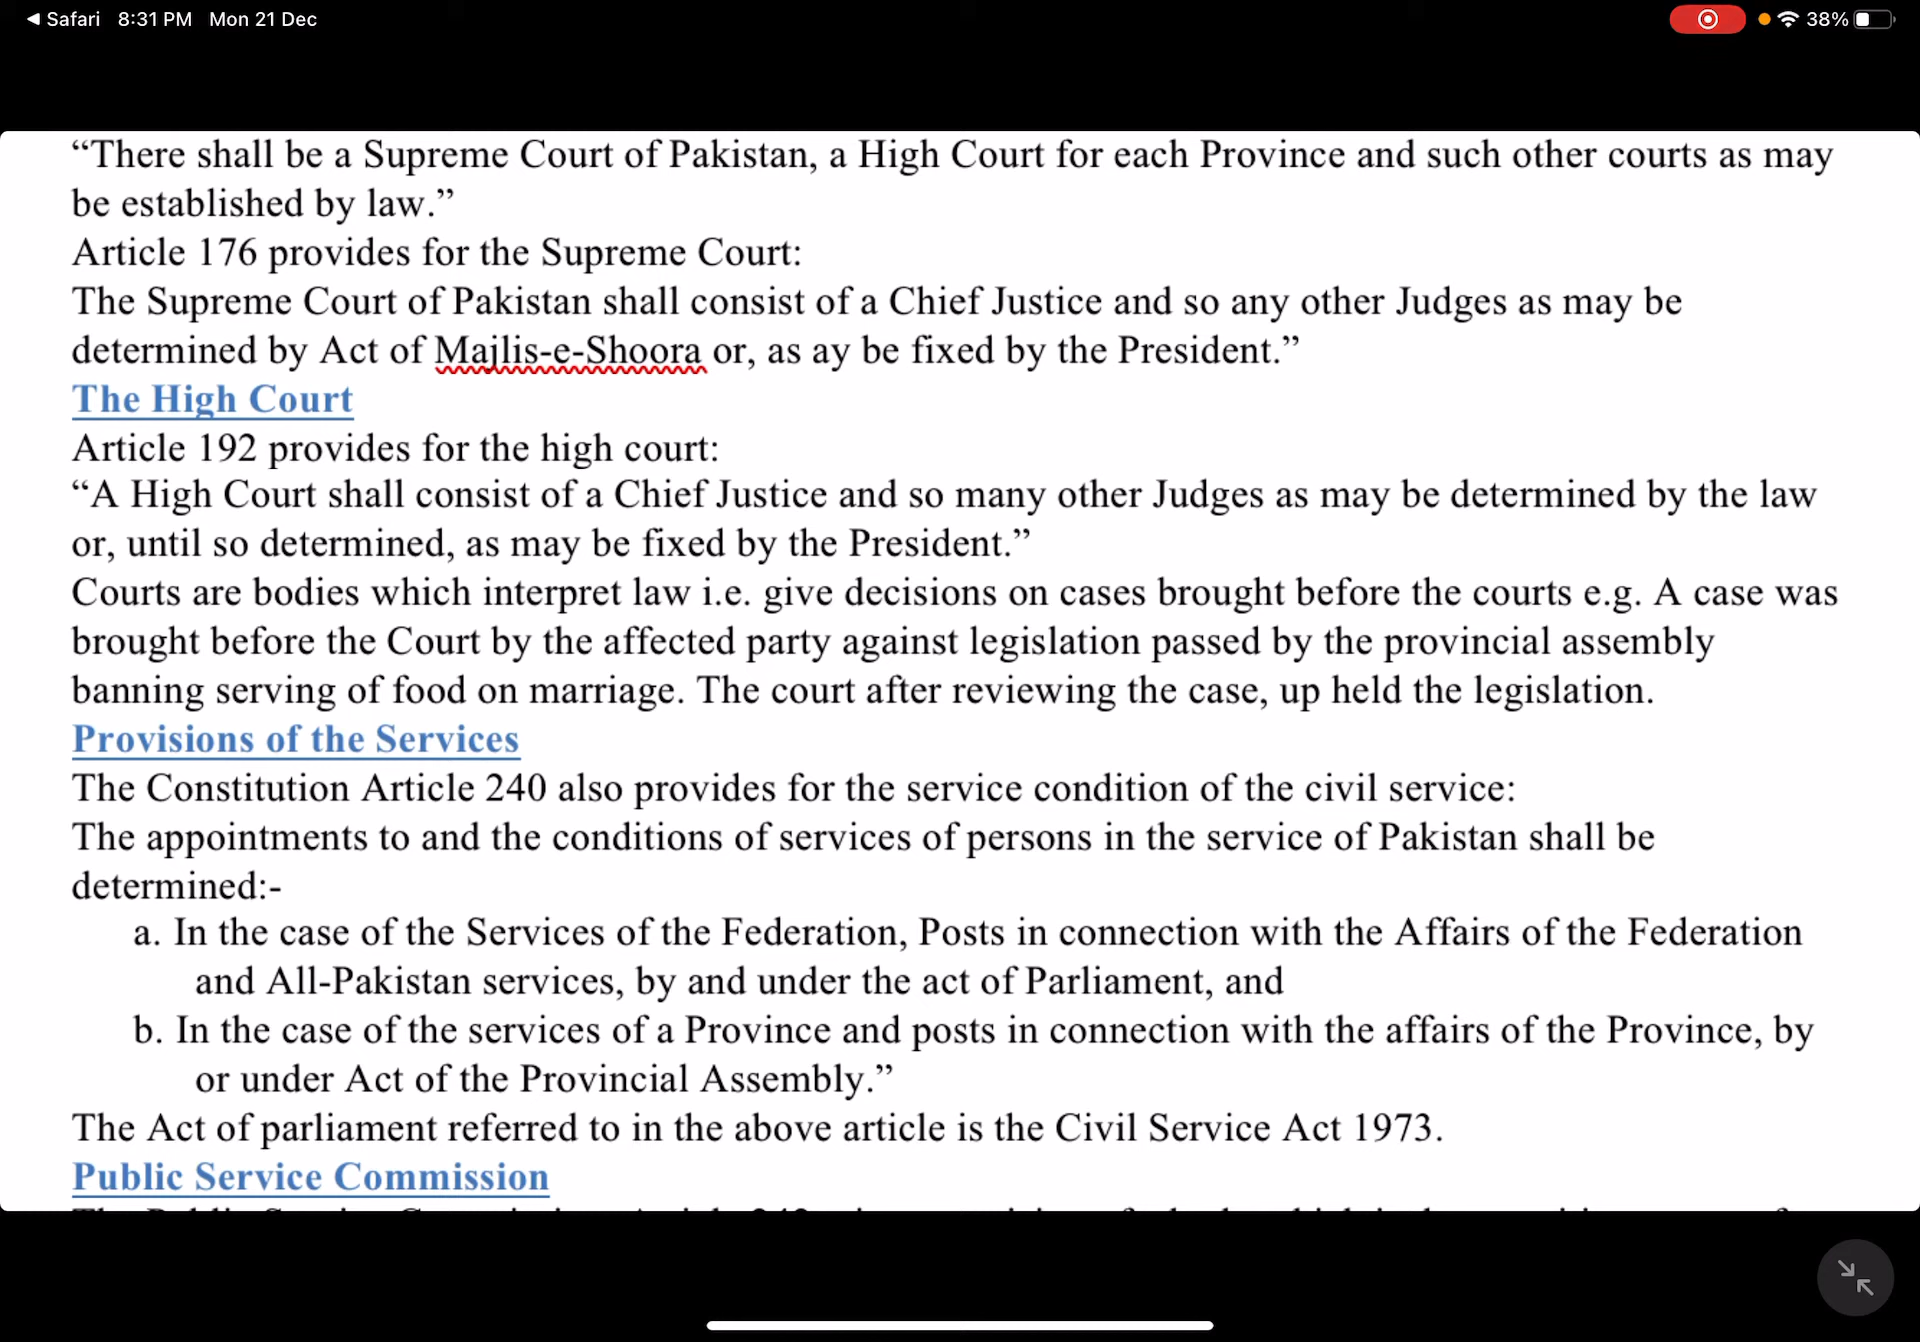 Safari 8:31 PM Mon 21 Dec
38%
“There shall be a Supreme Court of Pakistan, a High Court for each Province and such other courts as may
be established by law.”
Article 176 provides for the Supreme Court:
The Supreme Court of Pakistan shall consist of a Chief Justice and so any other Judges as may be
determined by Act of Majlis-e-Shoora or, as ay be fixed by the President.”
The High Court
Article 192 provides for the high court:
“A High Court shall consist of a Chief Justice and so many other Judges as may be determined by the law
or, until so determined, as may be fixed by the President.”
Courts are bodies which interpret law i.e. give decisions on cases brought before the courts e.g. A case was
brought before the Court by the affected party against legislation passed by the provincial assembly
banning serving of food on marriage. The court after reviewing the case, up held the legislation.
Provisions of the Services
The Constitution Article 240 also provides for the service condition of the civil service:
The appointments to and the conditions of services of persons in the service of Pakistan shall be
determined:-
a. In the case of the Services of the Federation, Posts in connection with the Affairs of the Federation
and All-Pakistan services, by and under the act of Parliament, and
b. In the case of the services of a Province and posts in connection with the affairs of the Province, by
or under Act of the Provincial Assembly.”
The Act of parliament referred to in the above article is the Civil Service Act 1973.
Public Service Commission